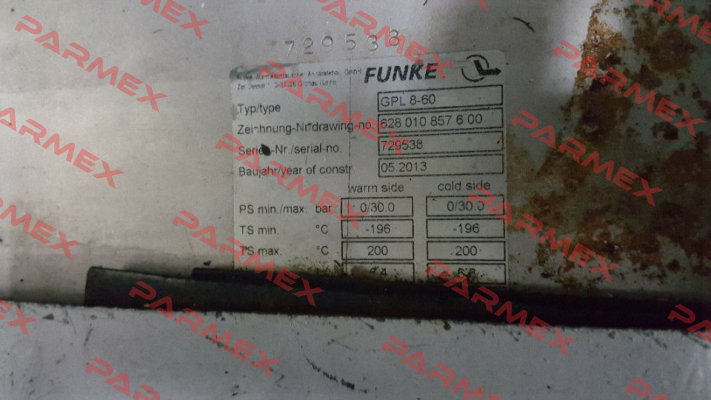 729538
FUNKE
Typ/type GPL 8-60
Zeichnung-Nr/drawing-no. 628 010 857 6 00
Serien-Nr./serial-no. 729538
Baujahr/year of constr 05.2013
warm side cold side
PS min./max. bar 0/30.0 0/30.0
TS min. °C -196 -196
TS max. °C 200 200
PARMEX